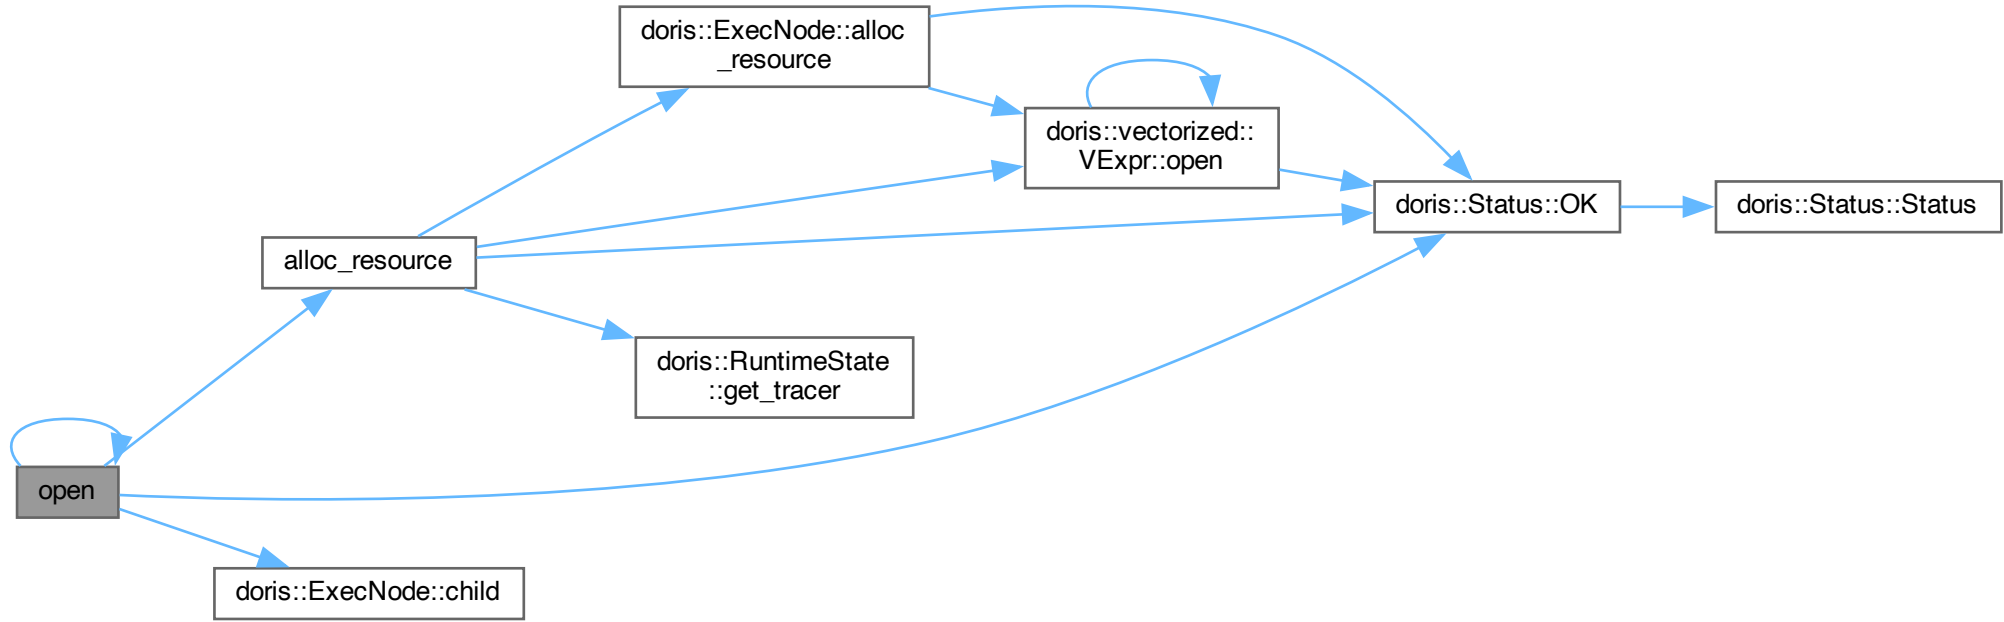 doris::ExecNode::alloc
_resource
doris::vectorized::
VExpr::open
doris::Status::OK
doris::Status::Status
alloc_resource
doris::RuntimeState
::get_tracer
open
doris::ExecNode::child